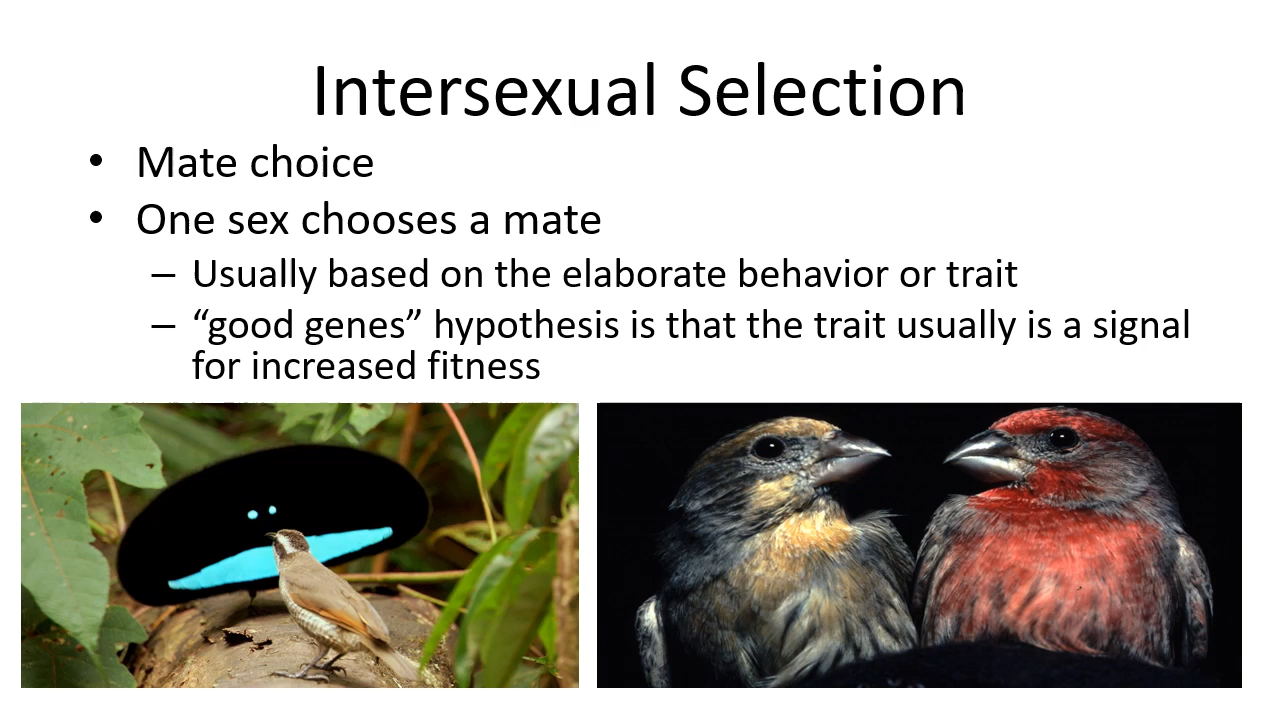 Intersexual Selection
• Mate choice
• One sex chooses a mate
– Usually based on the elaborate behavior or trait
– “good genes” hypothesis is that the trait usually is a signal
for increased fitness